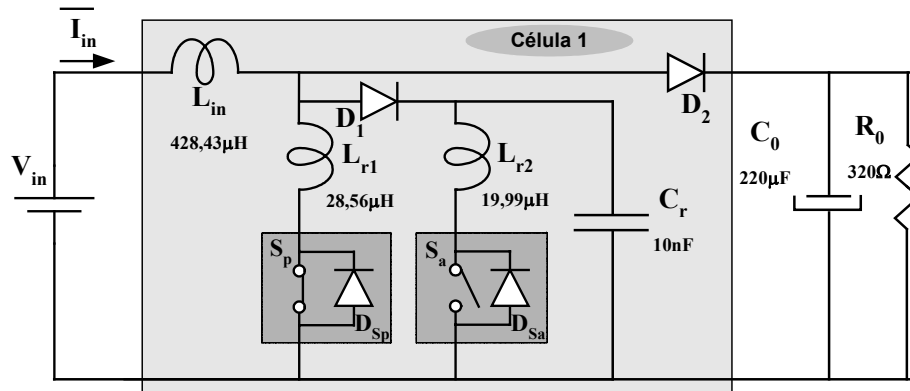 I_in
Célula 1
L_in
428,43µH
D_1
D_2
L_r1
28,56µH
L_r2
19,99µH
C_r
10nF
C_0
220µF
R_0
320Ω
V_in
S_p
D_Sp
S_a
D_Sa